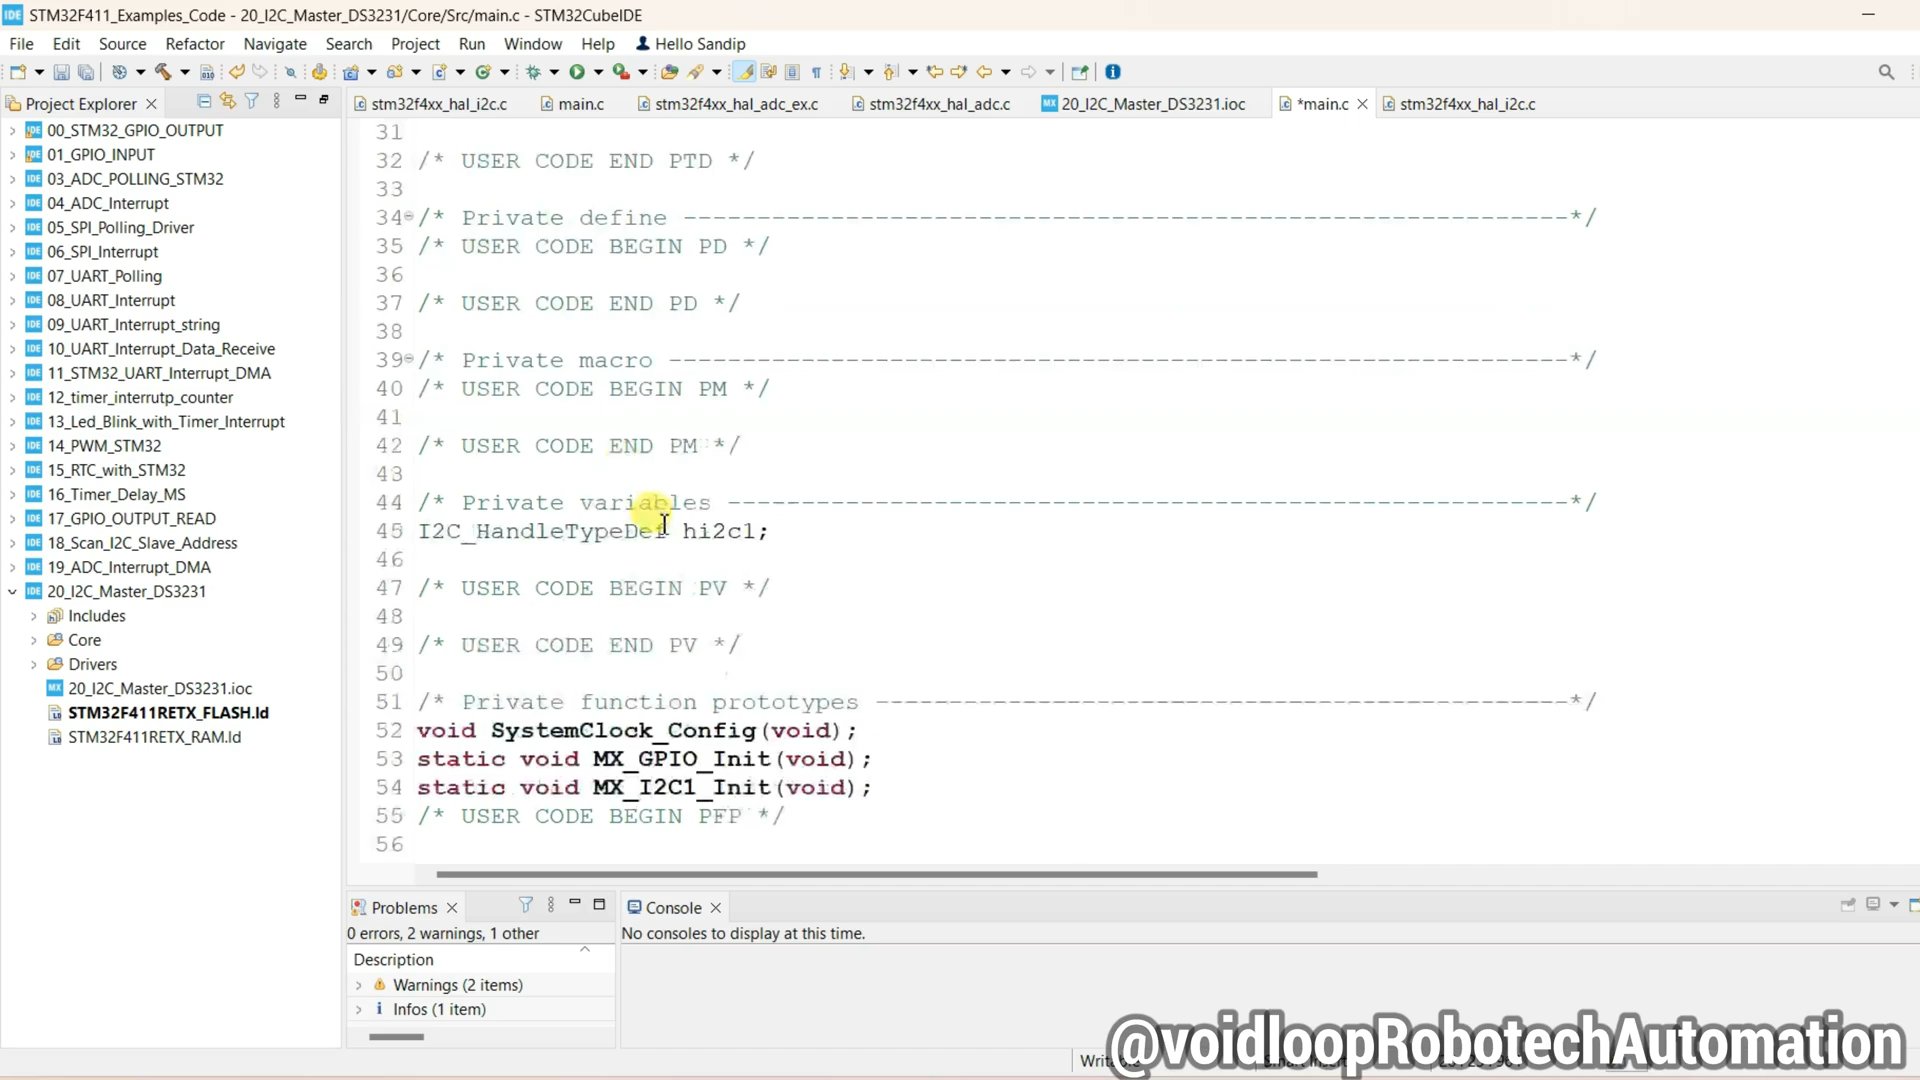 STM32F411_Examples_Code - 20_I2C_Master_DS3231/Core/Src/main.c - STM32CubeIDE
File Edit Source Refactor Navigate Search Project Run Window Help Hello Sandip
Project Explorer
stm32f4xx_hal_i2c.c main.c stm32f4xx_hal_adc_ex.c stm32f4xx_hal_adc.c 20_I2C_Master_DS3231.ioc *main.c stm32f4xx_hal_i2c.c
00_STM32_GPIO_OUTPUT
01_GPIO_INPUT
03_ADC_POLLING_STM32
04_ADC_Interrupt
05_SPI_Polling_Driver
06_SPI_Interrupt
07_UART_Polling
08_UART_Interrupt
09_UART_Interrupt_string
10_UART_Interrupt_Data_Receive
11_STM32_UART_Interrupt_DMA
12_timer_interrutp_counter
13_Led_Blink_with_Timer_Interrupt
14_PWM_STM32
15_RTC_with_STM32
16_Timer_Delay_MS
17_GPIO_OUTPUT_READ
18_Scan_I2C_Slave_Address
19_ADC_Interrupt_DMA
20_I2C_Master_DS3231
Includes
Core
Drivers
20_I2C_Master_DS3231.ioc
STM32F411RETX_FLASH.ld
STM32F411RETX_RAM.ld
31
32 /* USER CODE END PTD */
33
34 /* Private define ------------------------------------------------------------*/
35 /* USER CODE BEGIN PD */
36
37 /* USER CODE END PD */
38
39 /* Private macro -------------------------------------------------------------*/
40 /* USER CODE BEGIN PM */
41
42 /* USER CODE END PM */
43
44 /* Private variables ---------------------------------------------------------*/
45 I2C_HandleTypeDef hi2c1;
46
47 /* USER CODE BEGIN PV */
48
49 /* USER CODE END PV */
50
51 /* Private function prototypes -----------------------------------------------*/
52 void SystemClock_Config(void);
53 static void MX_GPIO_Init(void);
54 static void MX_I2C1_Init(void);
55 /* USER CODE BEGIN PFP */
56
Problems
0 errors, 2 warnings, 1 other
Description
Warnings (2 items)
Infos (1 item)
Console
No consoles to display at this time.
@voidloopRobotechAutomation